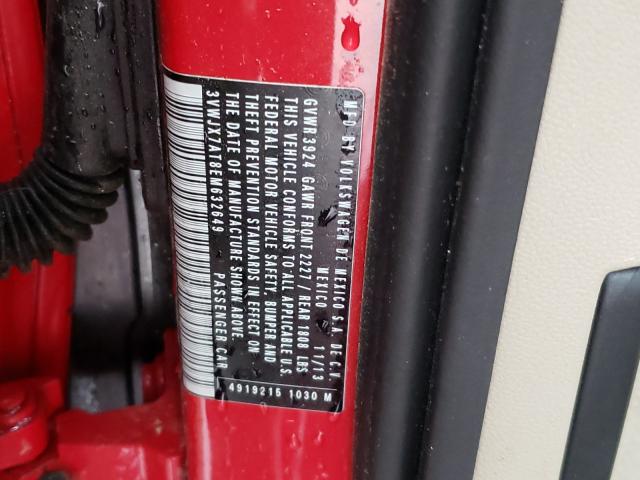 MFD BY VOLKSWAGEN DE MEXICO S.A. DE C.V.
MEXICO 11/13
GVWR 3924 GAWR FRONT 2227 // REAR 1808 LBS
THIS VEHICLE CONFORMS TO ALL APPLICABLE U.S.
FEDERAL MOTOR VEHICLE SAFETY, BUMPER AND
THEFT PREVENTION STANDARDS IN EFFECT ON
THE DATE OF MANUFACTURE SHOWN ABOVE.
3VWJX7AT8EM632649 PASSENGER CAR
4919215 1030 M